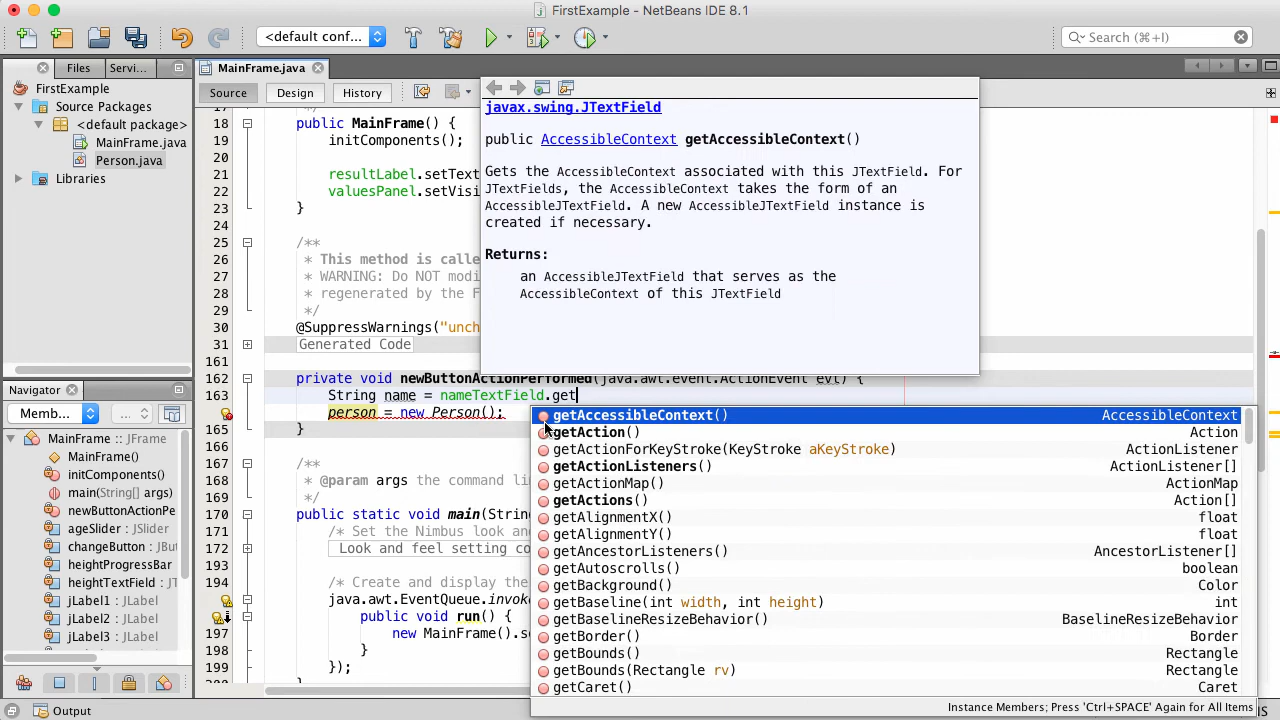 FirstExample - NetBeans IDE 8.1
<default conf...
Search (⌘+I)
Files
Servi...
MainFrame.java
FirstExample
Source Packages
<default package>
MainFrame.java
Person.java
Libraries
Source
Design
History
18 public MainFrame() {
19 initComponents();
20
21 resultLabel.setText
22 valuesPanel.setVisi
23 }
24
25 /**
26 * This method is calle
27 * WARNING: Do NOT modi
28 * regenerated by the F
29 */
30 @SuppressWarnings("unch
31 Generated Code
161
162 private void newButtonActionPerformed(java.awt.event.ActionEvent evt) {
163 String name = nameTextField.get
person = new Person();
165 }
166
167 /**
168 * @param args the command lin
169 */
170 public static void main(Strin
171 /* Set the Nimbus look and
172 Look and feel setting co
193
194 /* Create and display the
java.awt.EventQueue.invok
public void run() {
197 new MainFrame().se
198 }
199 });
javax.swing.JTextField
public AccessibleContext getAccessibleContext()
Gets the AccessibleContext associated with this JTextField. For
JTextFields, the AccessibleContext takes the form of an
AccessibleJTextField. A new AccessibleJTextField instance is
created if necessary.
Returns:
an AccessibleJTextField that serves as the
AccessibleContext of this JTextField
getAccessibleContext() AccessibleContext
getAction() Action
getActionForKeyStroke(KeyStroke aKeyStroke) ActionListener
getActionListeners() ActionListener[]
getActionMap() ActionMap
getActions() Action[]
getAlignmentX() float
getAlignmentY() float
getAncestorListeners() AncestorListener[]
getAutoscrolls() boolean
getBackground() Color
getBaseline(int width, int height) int
getBaselineResizeBehavior() BaselineResizeBehavior
getBorder() Border
getBounds() Rectangle
getBounds(Rectangle rv) Rectangle
getCaret() Caret
Instance Members; Press 'Ctrl+SPACE' Again for All Items
Navigator
Memb...
MainFrame :: JFrame
MainFrame()
initComponents()
main(String[] args)
newButtonActionPe
ageSlider : JSlider
changeButton : JBut
heightProgressBar
heightTextField : JT
jLabel1 : JLabel
jLabel2 : JLabel
jLabel3 : JLabel
Output